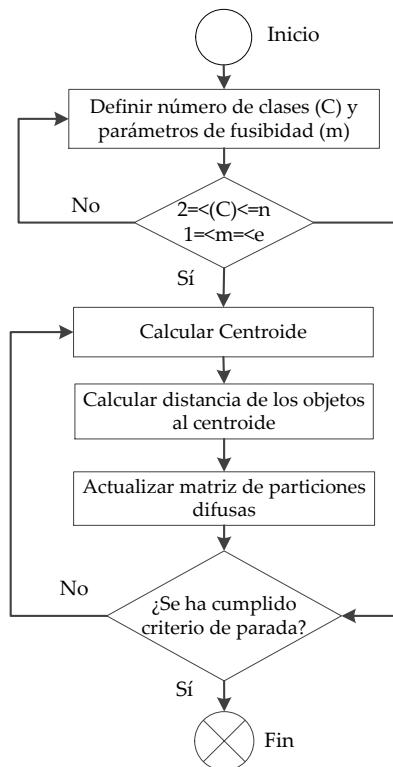 Inicio
Definir número de clases (C) y
parámetros de fusibidad (m)
No
2=<(C)<=n
1=<m=<e
Sí
Calcular Centroide
Calcular distancia de los objetos
al centroide
Actualizar matriz de particiones
difusas
No
¿Se ha cumplido
criterio de parada?
Sí
Fin